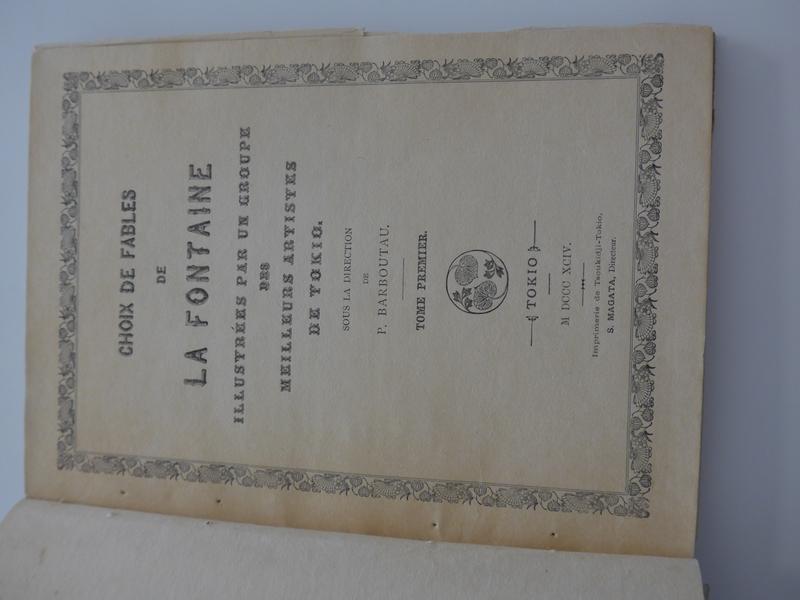 CHOIX DE FABLES
DE
LA FONTAINE
ILLUSTRÉES PAR UN GROUPE
DES
MEILLEURS ARTISTES
DE TOKIO.
SOUS LA DIRECTION
DE
P. BARBOUTAU.
TOME PREMIER.
TOKIO
M DCCC XCIV.
Imprimerie de Tsoukidji-Tokio,
S. MAGATA, Directeur.